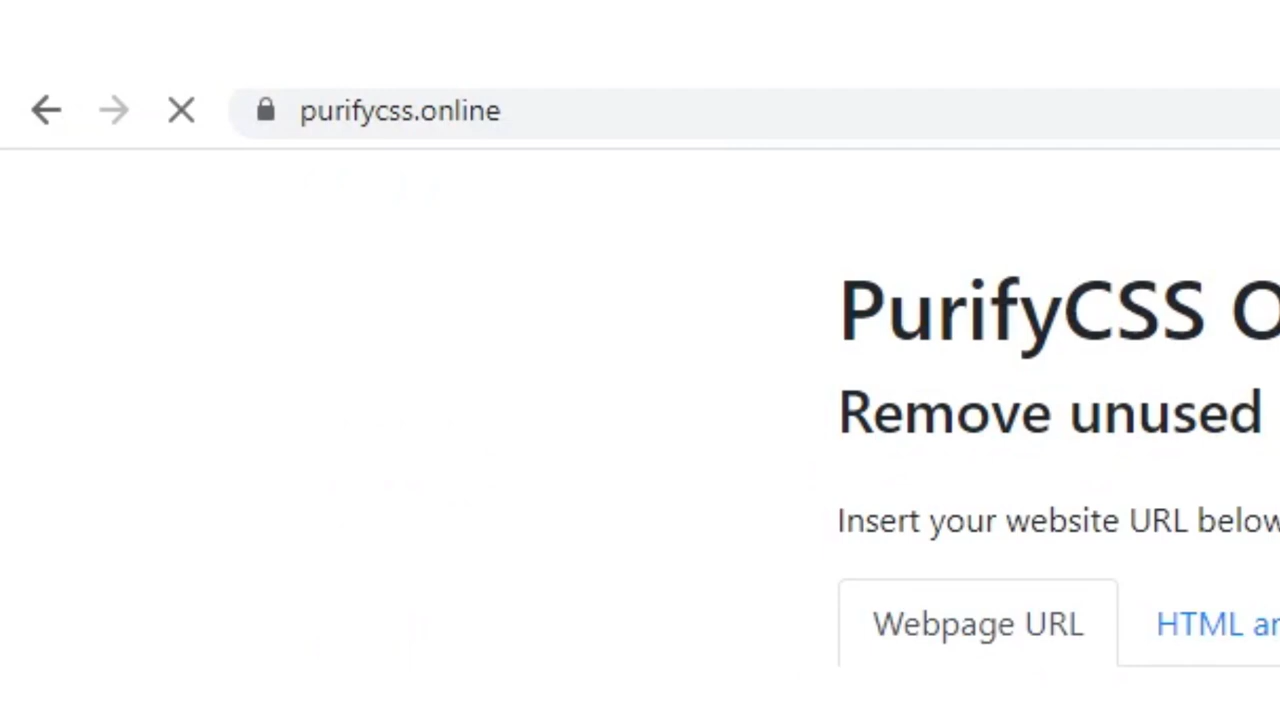 purifycss.online
PurifyCSS
Remove unused
Insert your website URL below
Webpage URL
HTML